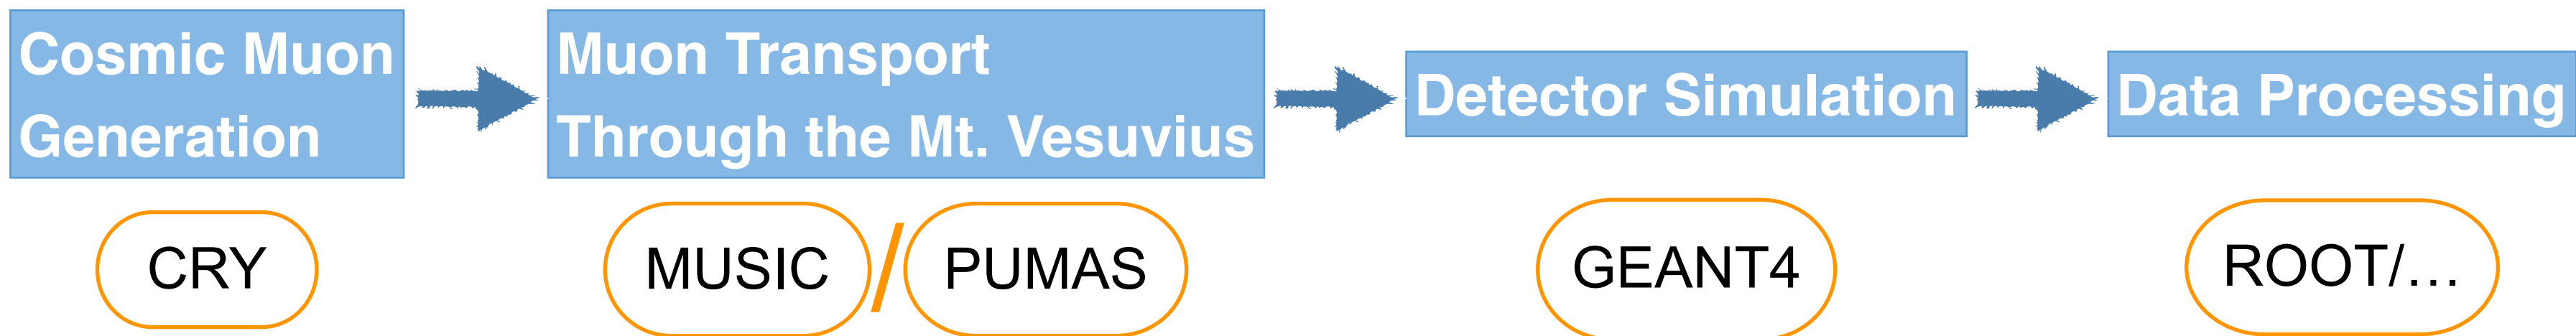 Cosmic Muon
Generation
Muon Transport
Through the Mt. Vesuvius
Detector Simulation
Data Processing
CRY
MUSIC / PUMAS
GEANT4
ROOT/...